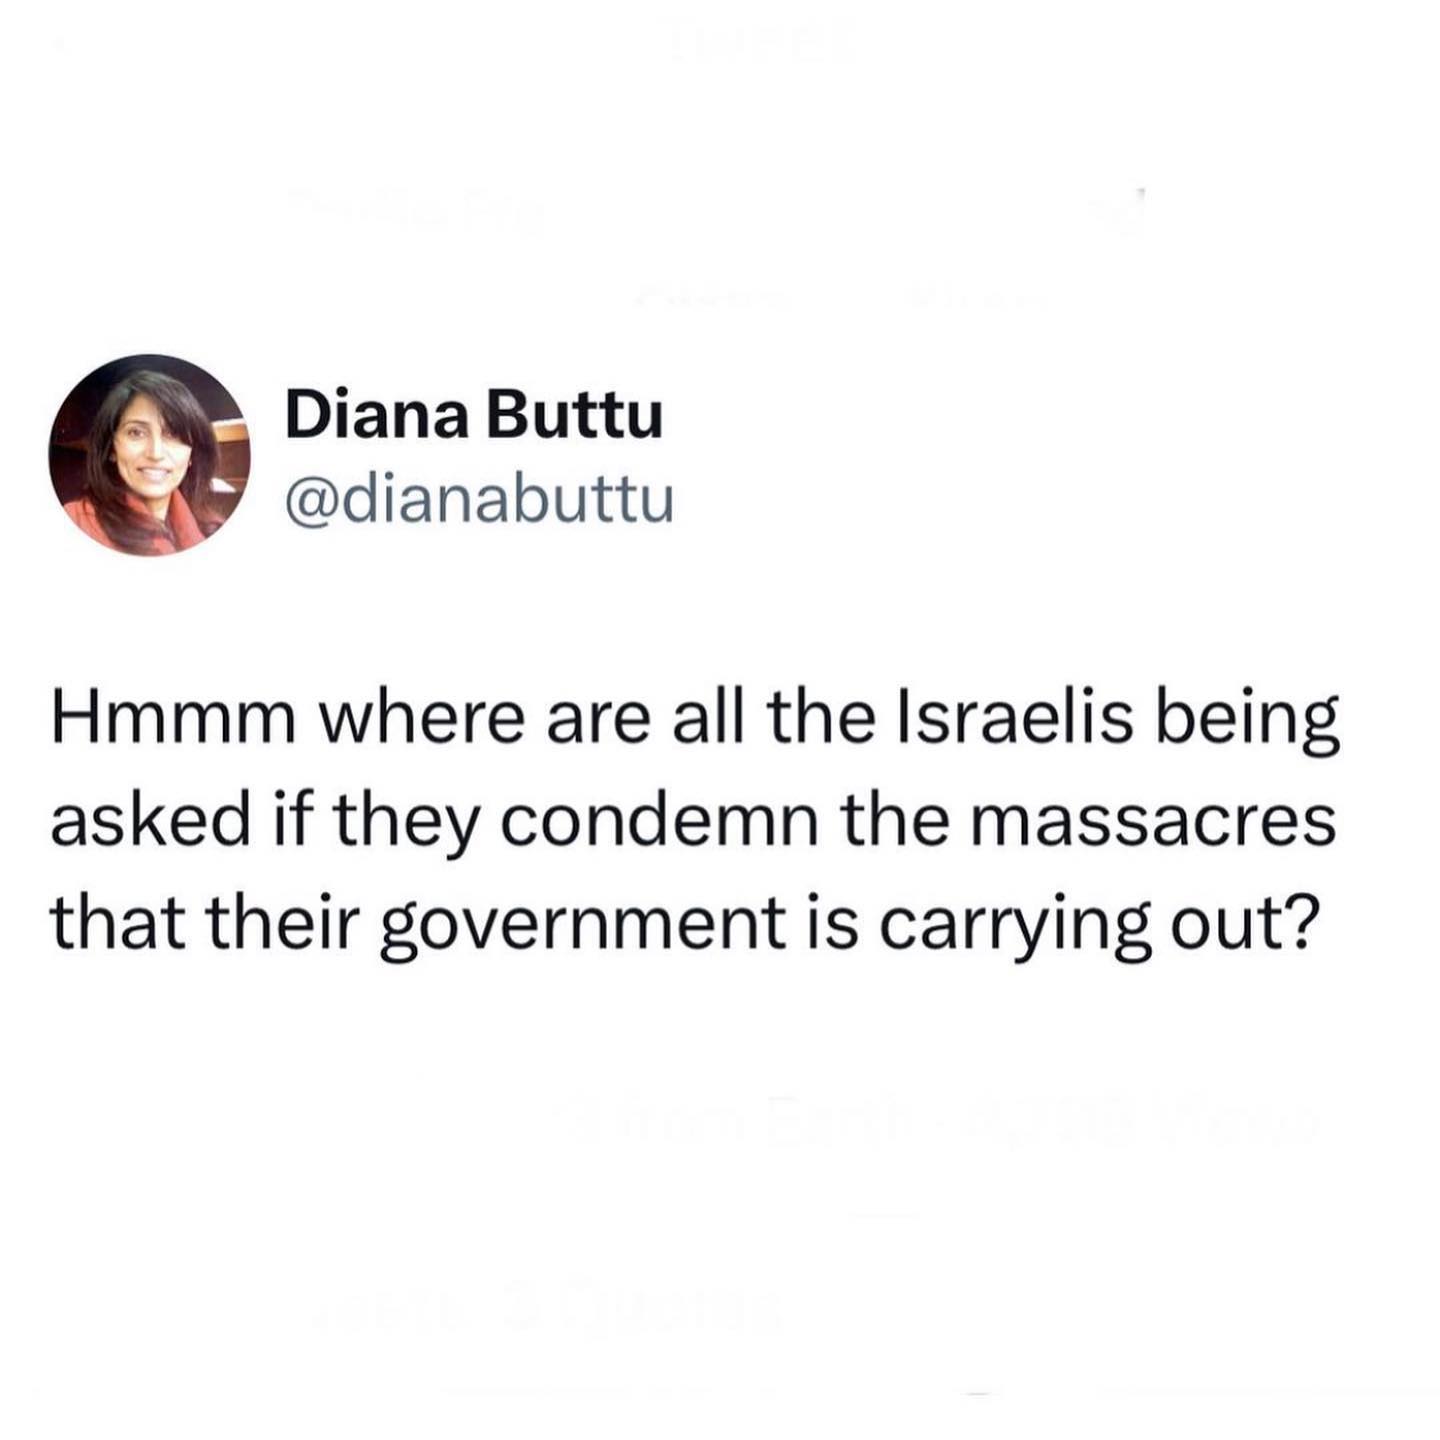 Diana Buttu
@dianabuttu
Hmmm where are all the Israelis being
asked if they condemn the massacres
that their government is carrying out?